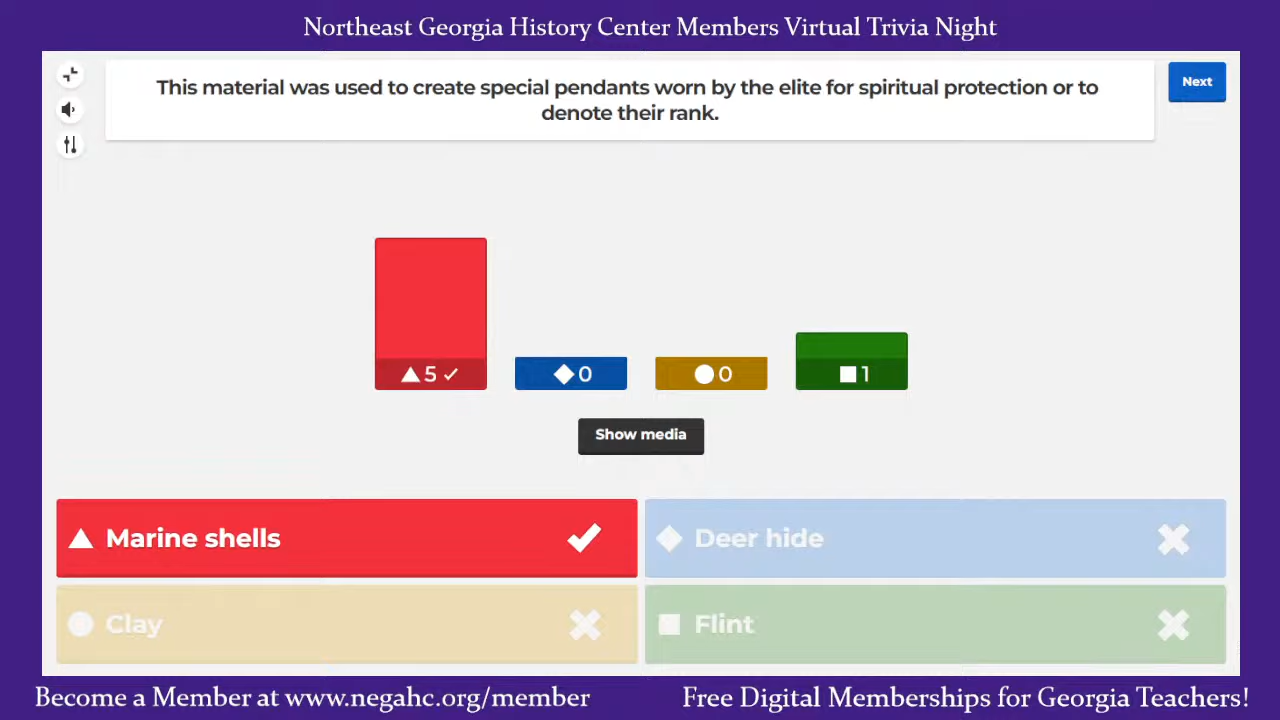 Northeast Georgia History Center Members Virtual Trivia Night
This material was used to create special pendants worn by the elite for spiritual protection or to
denote their rank.
Next
5
0
0
1
Show media
Marine shells
Deer hide
Clay
Flint
Become a Member at www.negahc.org/member
Free Digital Memberships for Georgia Teachers!